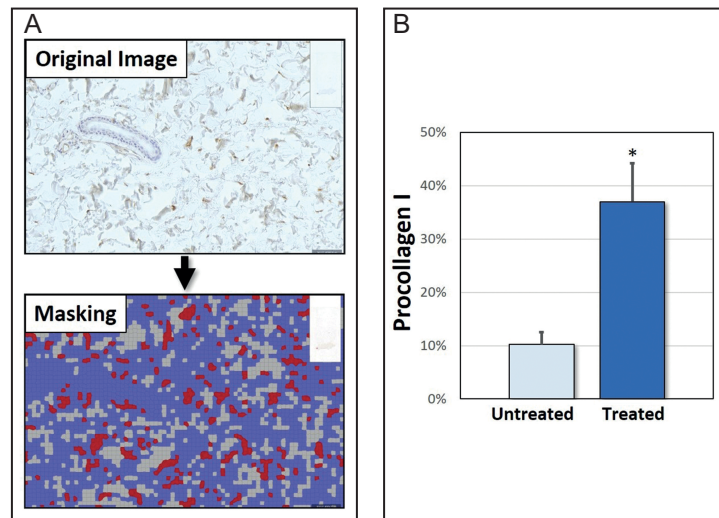 A
Original Image
Masking
B
Procollagen I
50%
40%
30%
20%
10%
0%
*
Untreated Treated